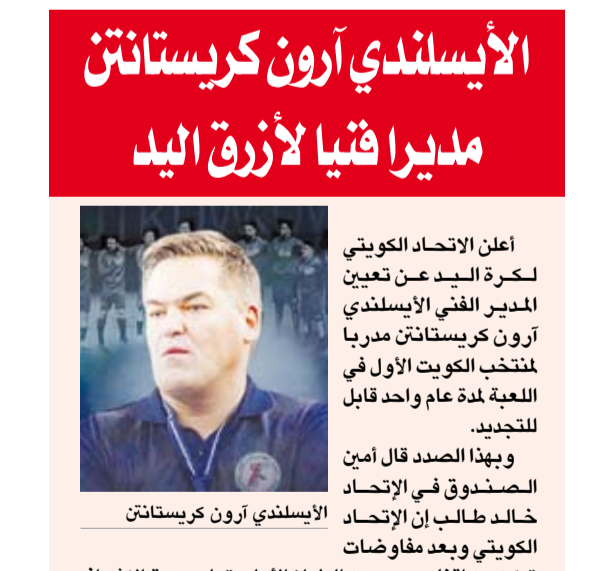 الأيسلندي آرون كريستانتن
مديرا فنيا لأزرق اليد
أعلن الاتحاد الكويتي
لكرة اليد عن تعيين
المدير الفني الأيسلندي
آرون كريستانتن مدربا
لمنتخب الكويت الأول في
اللعبة لمدة عام واحد قابل
للتجديد.
وبهذا الصدد قال أمين
الصندوق في الإتحاد
خالد طالب إن الإتحاد
الكويتي وبعد مفاوضات
الأيسلندي آرون كريستانتن